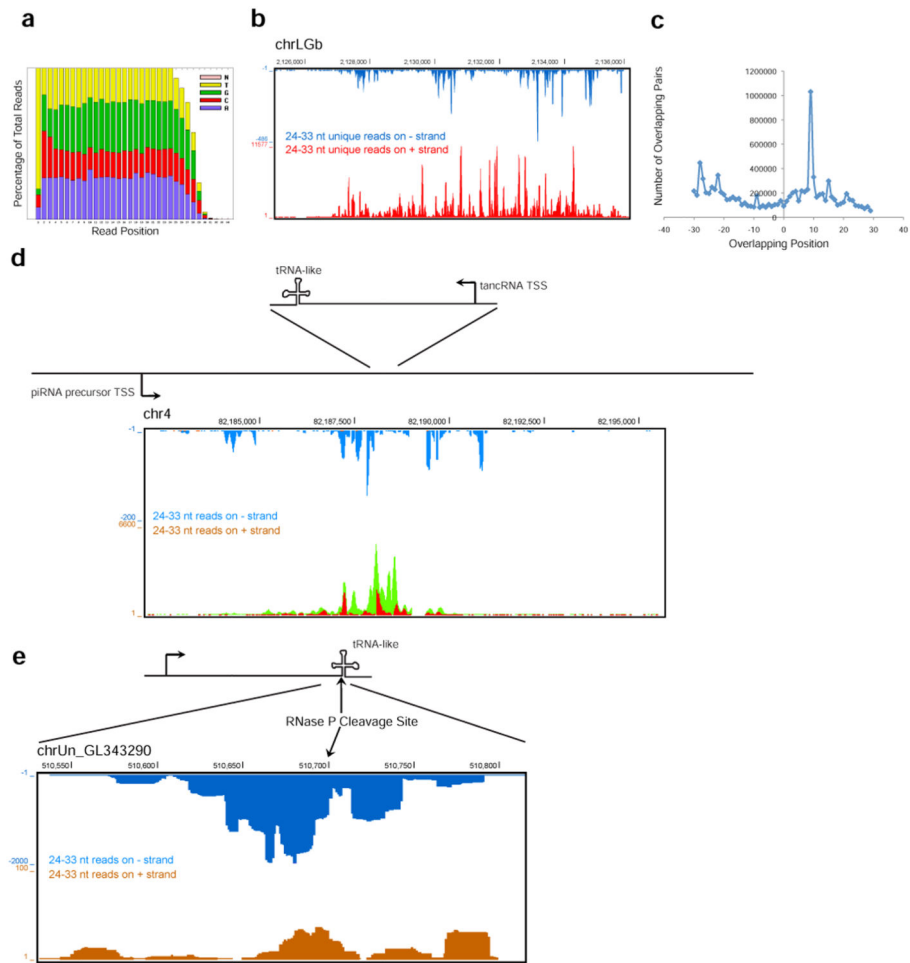 a
Percentage of Total Reads
N
T
G
C
A
Read Position
b
chrLGb
2,126,000 2,128,000 2,130,000 2,132,000 2,134,000 2,136,000
-1
24-33 nt unique reads on - strand
24-33 nt unique reads on + strand
11677
1
c
Number of Overlapping Pairs
1200000
1000000
800000
600000
400000
200000
0
-40 -30 -20 -10 0 10 20 30 40
Overlapping Position
d
tRNA-like
tancRNA TSS
piRNA precursor TSS
chr4
82,185,000 82,187,500 82,190,000 82,192,500 82,195,000
-1
-200
6600
24-33 nt reads on - strand
24-33 nt reads on + strand
1
e
tRNA-like
RNase P Cleavage Site
chrUn_GL343290
510,550 510,600 510,650 510,700 510,750 510,800
-1
24-33 nt reads on - strand
-2000
100
24-33 nt reads on + strand
1